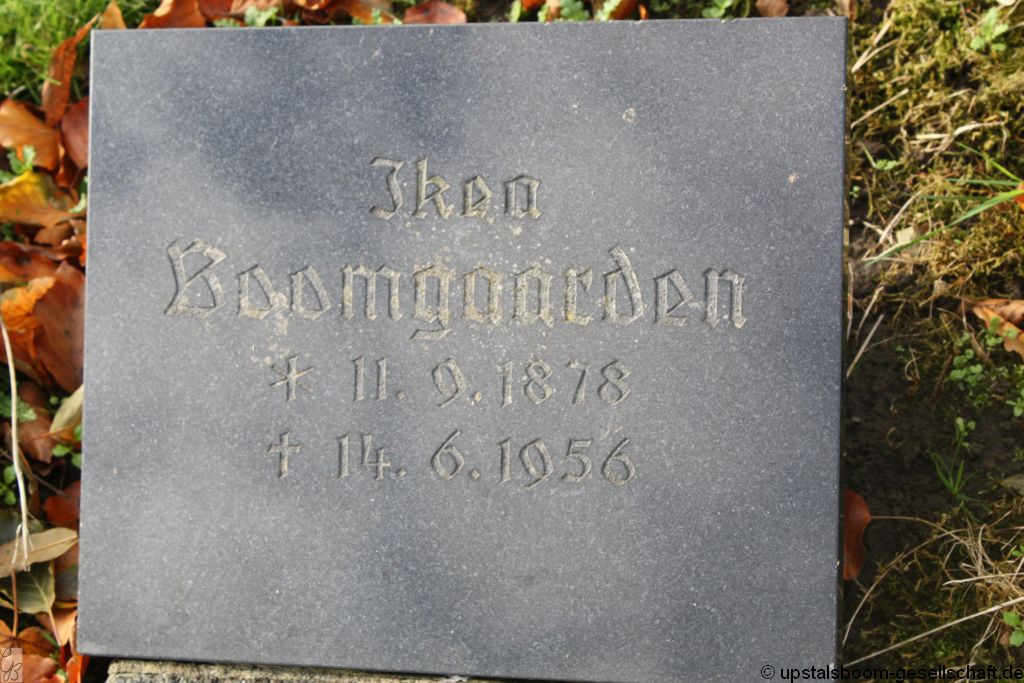 Ikea
Boomgaarden
* 11. 9. 1878
† 14. 6. 1956
© upstalsboom-gesellschaft.de